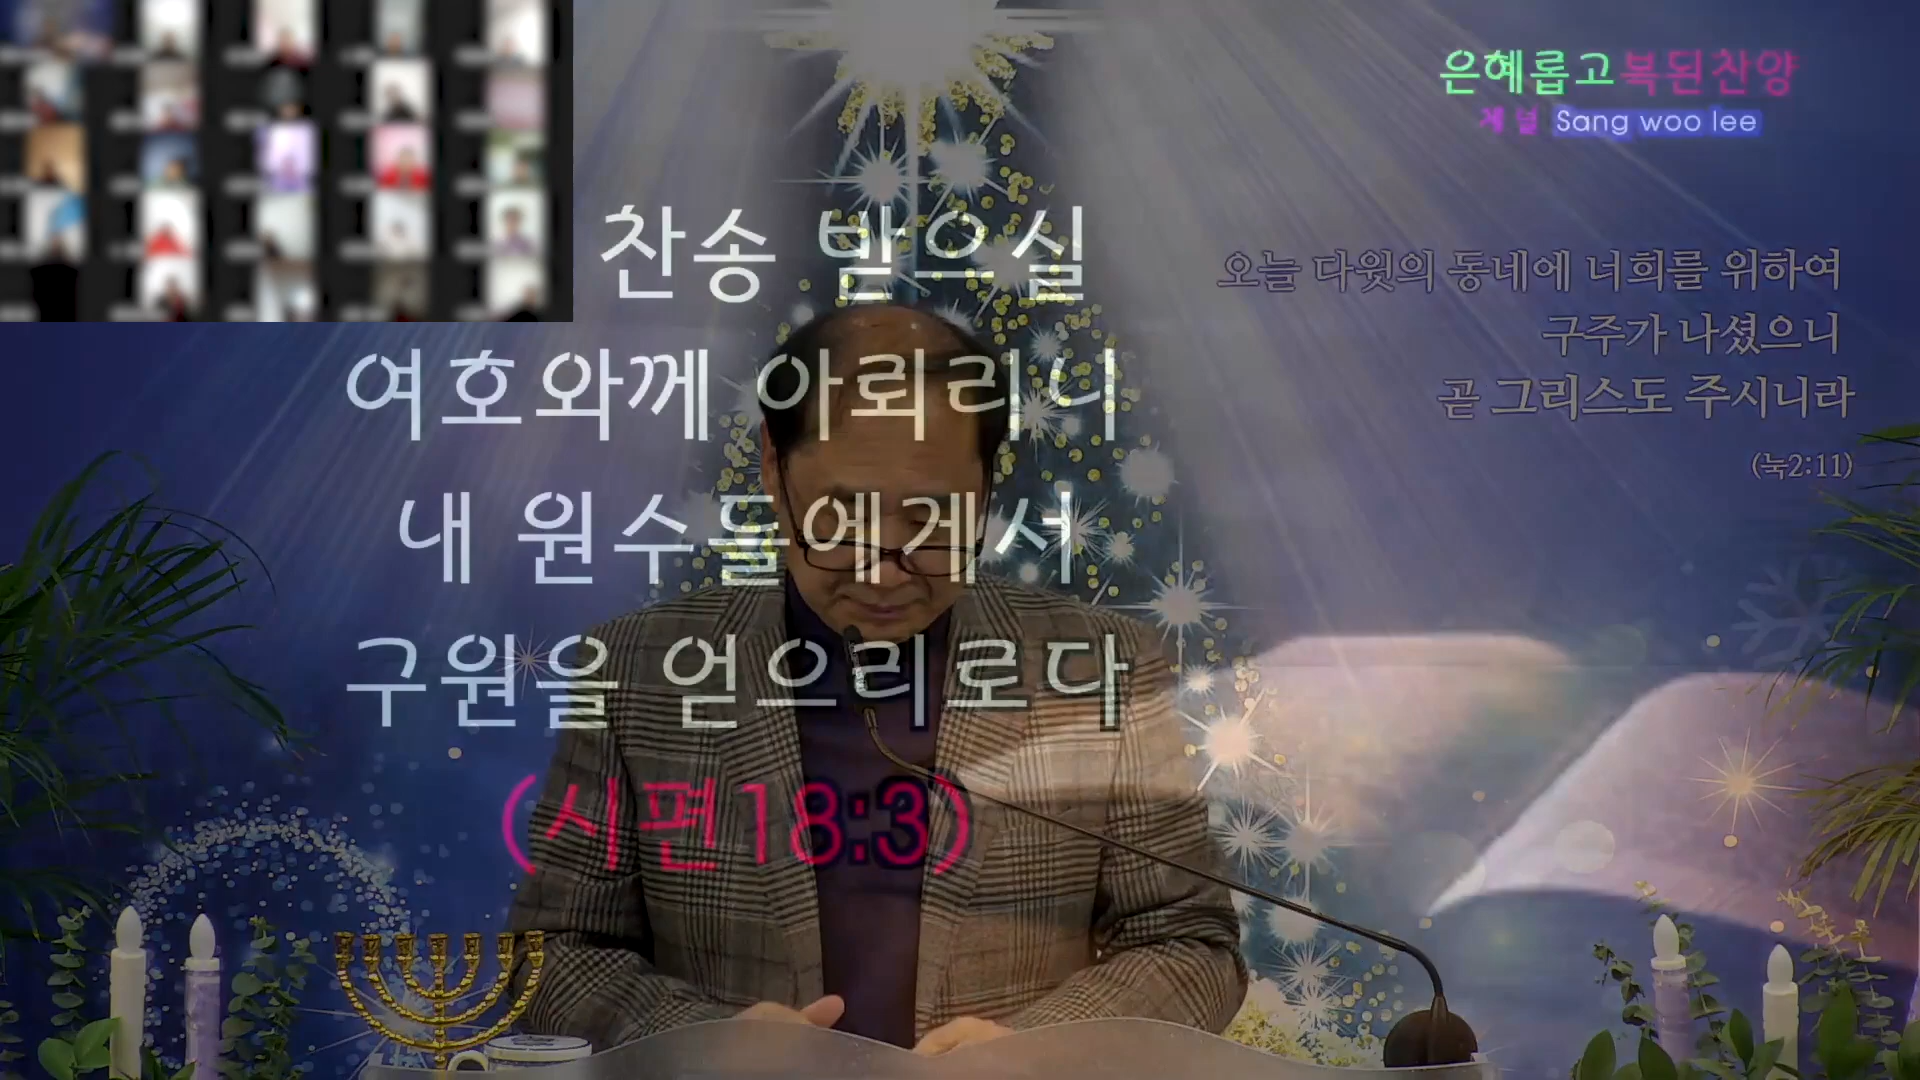 은혜롭고복된찬양
게 널 Sang woo lee
찬송 받으실
여호와께 아뢰리니
내 원수들에게서
구원을 얻으리로다
(시편18:3)
오늘 다윗의 동네에 너희를 위하여
구주가 나셨으니
곧 그리스도 주시니라
(눅2:11)